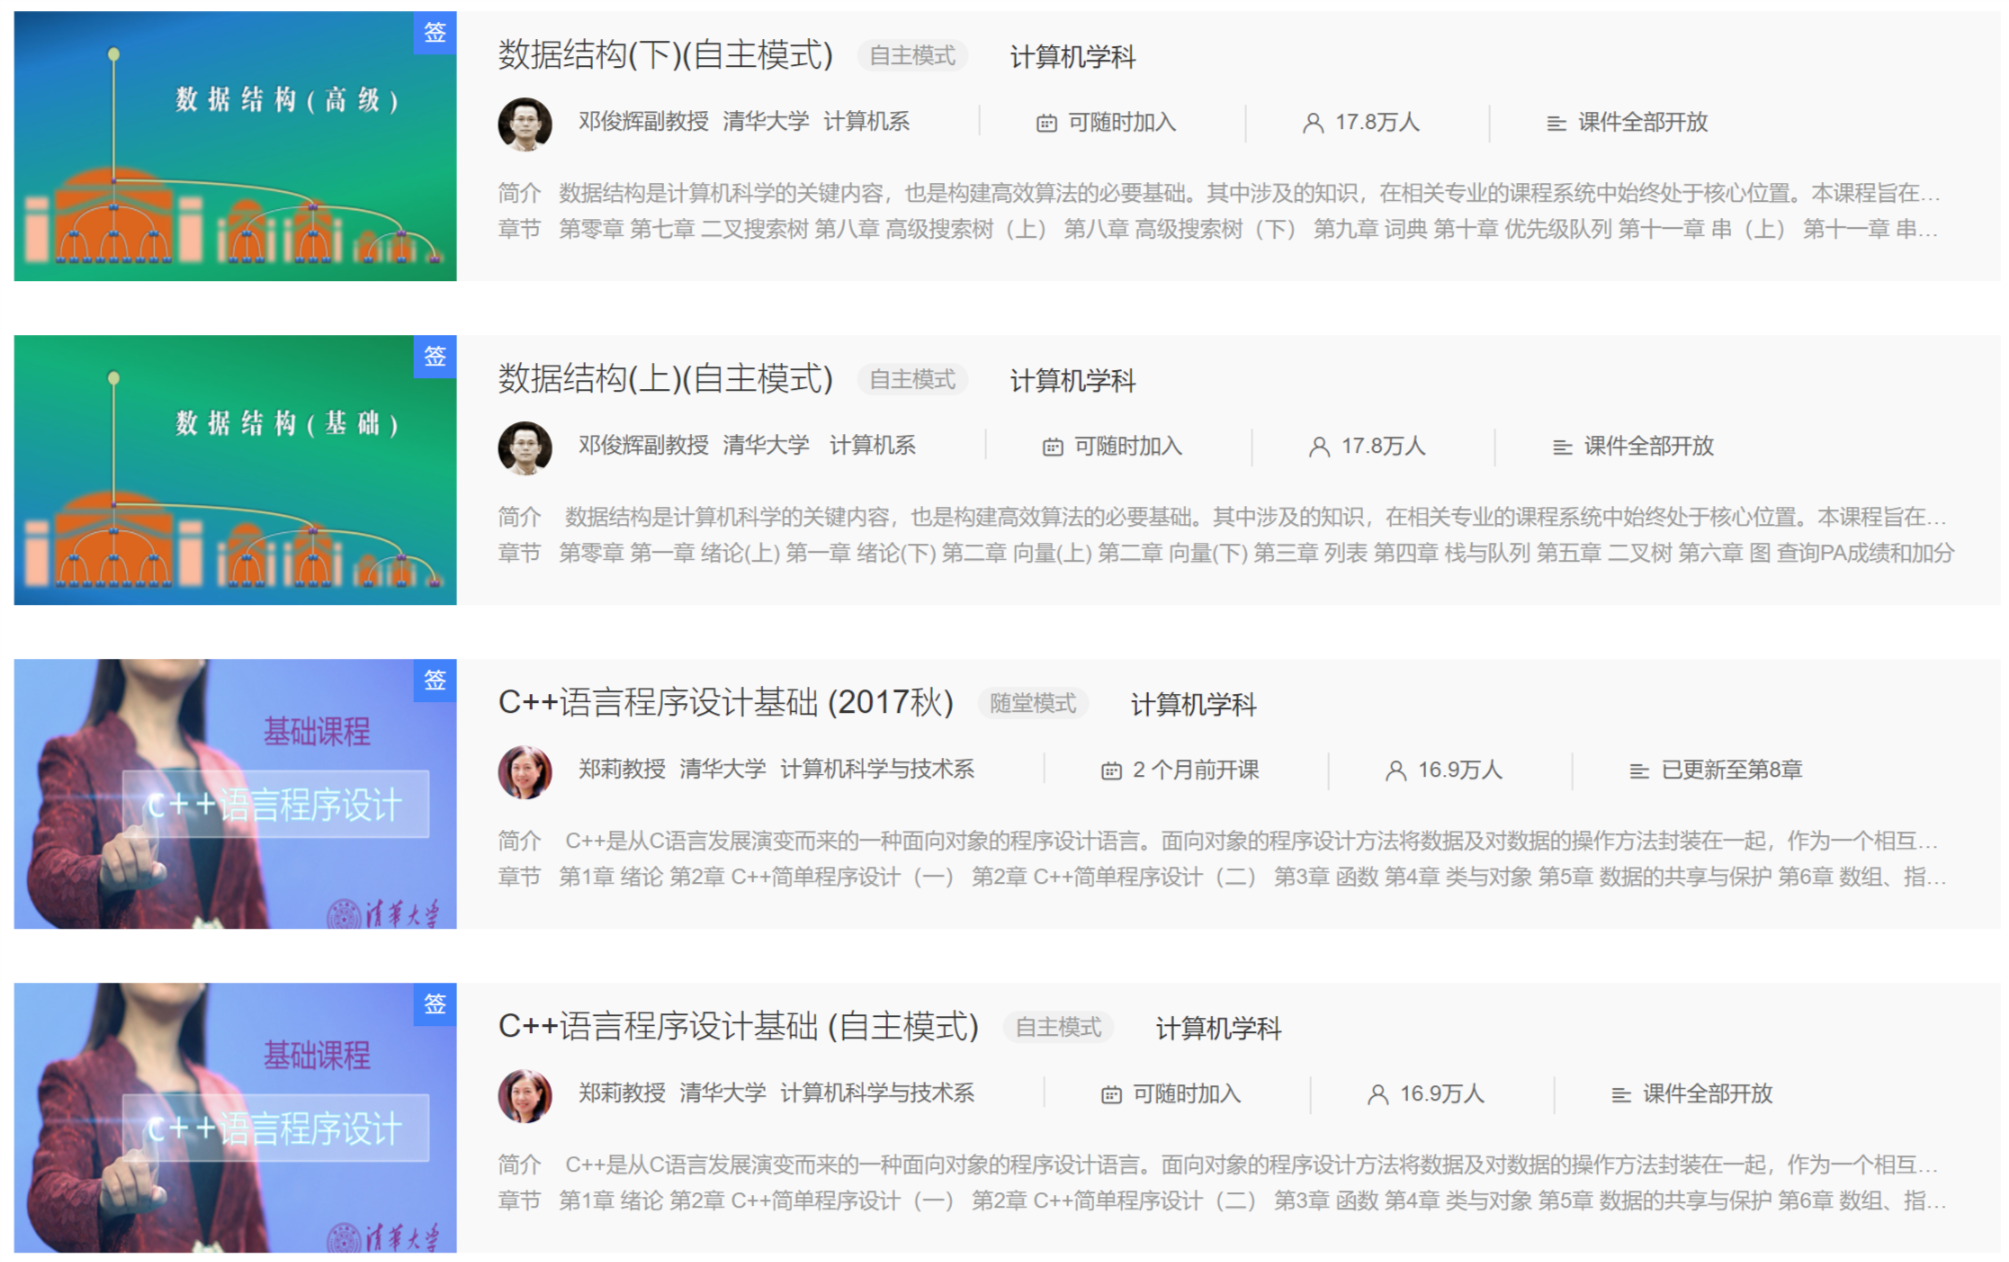 签
数据结构(高级)
数据结构(下)(自主模式) 自主模式 计算机学科
邓俊辉副教授 清华大学 计算机系 可随时加入 17.8万人 课件全部开放
简介 数据结构是计算机科学的关键内容，也是构建高效算法的必要基础。其中涉及的知识，在相关专业的课程系统中始终处于核心位置。本课程旨在...
章节 第零章 第七章 二叉搜索树 第八章 高级搜索树（上） 第八章 高级搜索树（下） 第九章 词典 第十章 优先级队列 第十一章 串（上） 第十一章 串...
签
数据结构(基础)
数据结构(上)(自主模式) 自主模式 计算机学科
邓俊辉副教授 清华大学 计算机系 可随时加入 17.8万人 课件全部开放
简介 数据结构是计算机科学的关键内容，也是构建高效算法的必要基础。其中涉及的知识，在相关专业的课程系统中始终处于核心位置。本课程旨在...
章节 第零章 第一章 绪论(上) 第一章 绪论(下) 第二章 向量(上) 第二章 向量(下) 第三章 列表 第四章 栈与队列 第五章 二叉树 第六章 图 查询PA成绩和加分
签
基础课程
C++语言程序设计
清华大学
C++语言程序设计基础 (2017秋) 随堂模式 计算机学科
郑莉教授 清华大学 计算机科学与技术系 2 个月前开课 16.9万人 已更新至第8章
简介 C++是从C语言发展演变而来的一种面向对象的程序设计语言。面向对象的程序设计方法将数据及对数据的操作方法封装在一起，作为一个相互...
章节 第1章 绪论 第2章 C++简单程序设计（一） 第2章 C++简单程序设计（二） 第3章 函数 第4章 类与对象 第5章 数据的共享与保护 第6章 数组、指...
签
基础课程
C++语言程序设计
清华大学
C++语言程序设计基础 (自主模式) 自主模式 计算机学科
郑莉教授 清华大学 计算机科学与技术系 可随时加入 16.9万人 课件全部开放
简介 C++是从C语言发展演变而来的一种面向对象的程序设计语言。面向对象的程序设计方法将数据及对数据的操作方法封装在一起，作为一个相互...
章节 第1章 绪论 第2章 C++简单程序设计（一） 第2章 C++简单程序设计（二） 第3章 函数 第4章 类与对象 第5章 数据的共享与保护 第6章 数组、指...